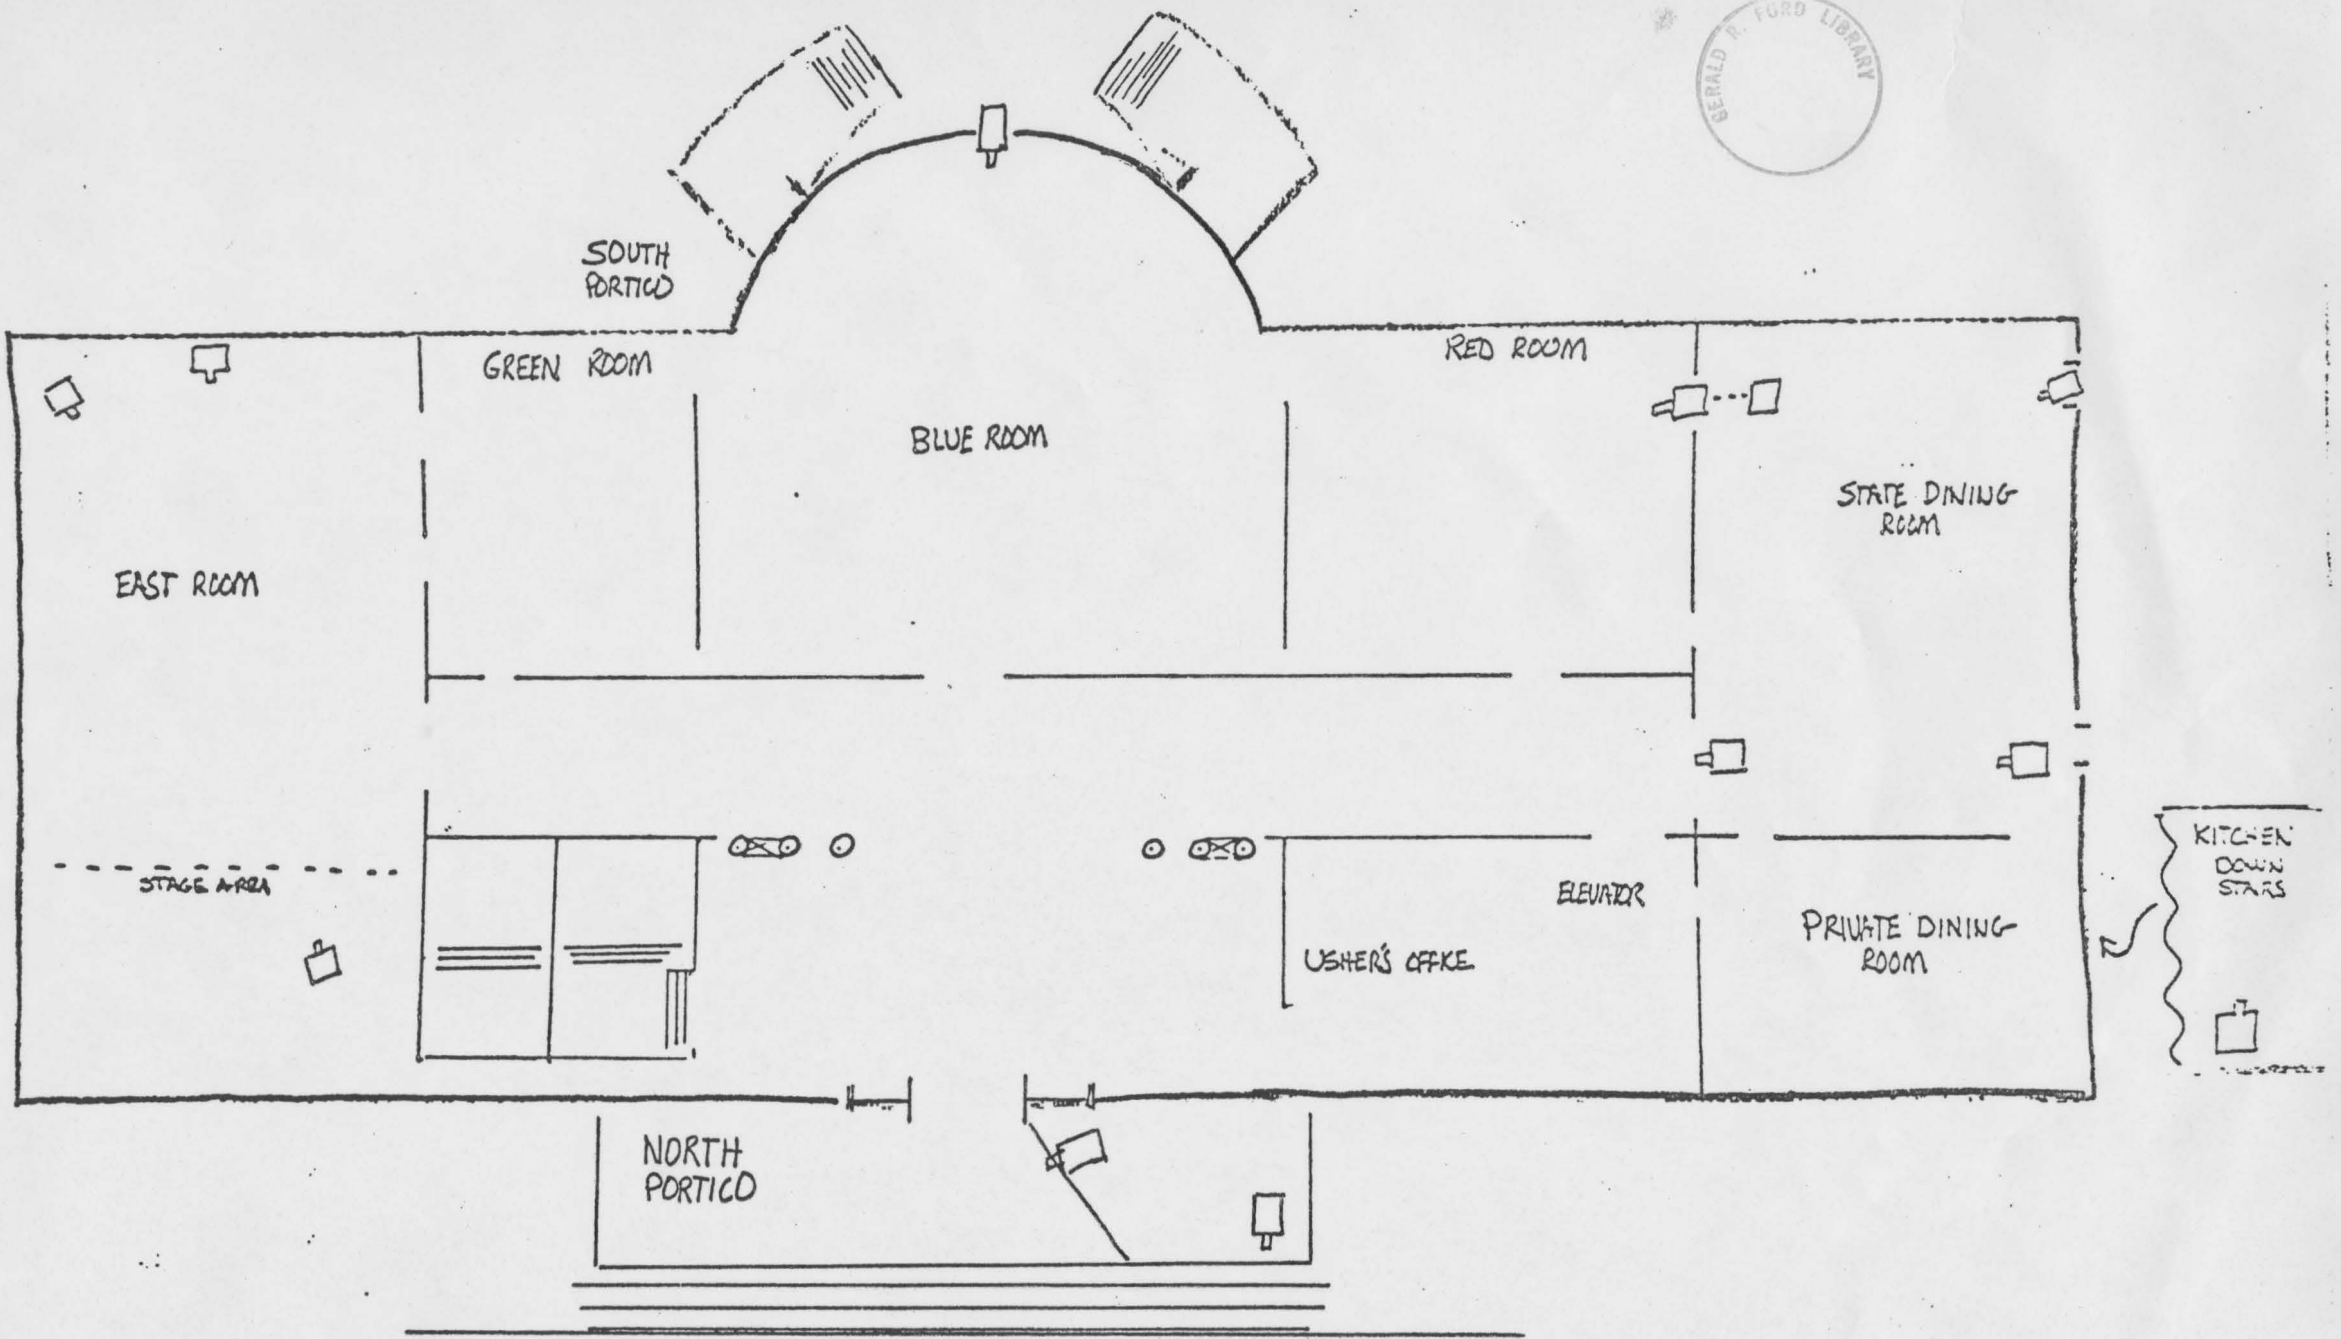 GERALD R. FORD LIBRARY
SOUTH
PORTICO
GREEN ROOM
RED ROOM
BLUE ROOM
STATE DINING
ROOM
EAST ROOM
STAGE AREA
KITCHEN
DOWN
STAIRS
ELEVATOR
USHER'S OFFICE
PRIVATE DINING
ROOM
NORTH
PORTICO